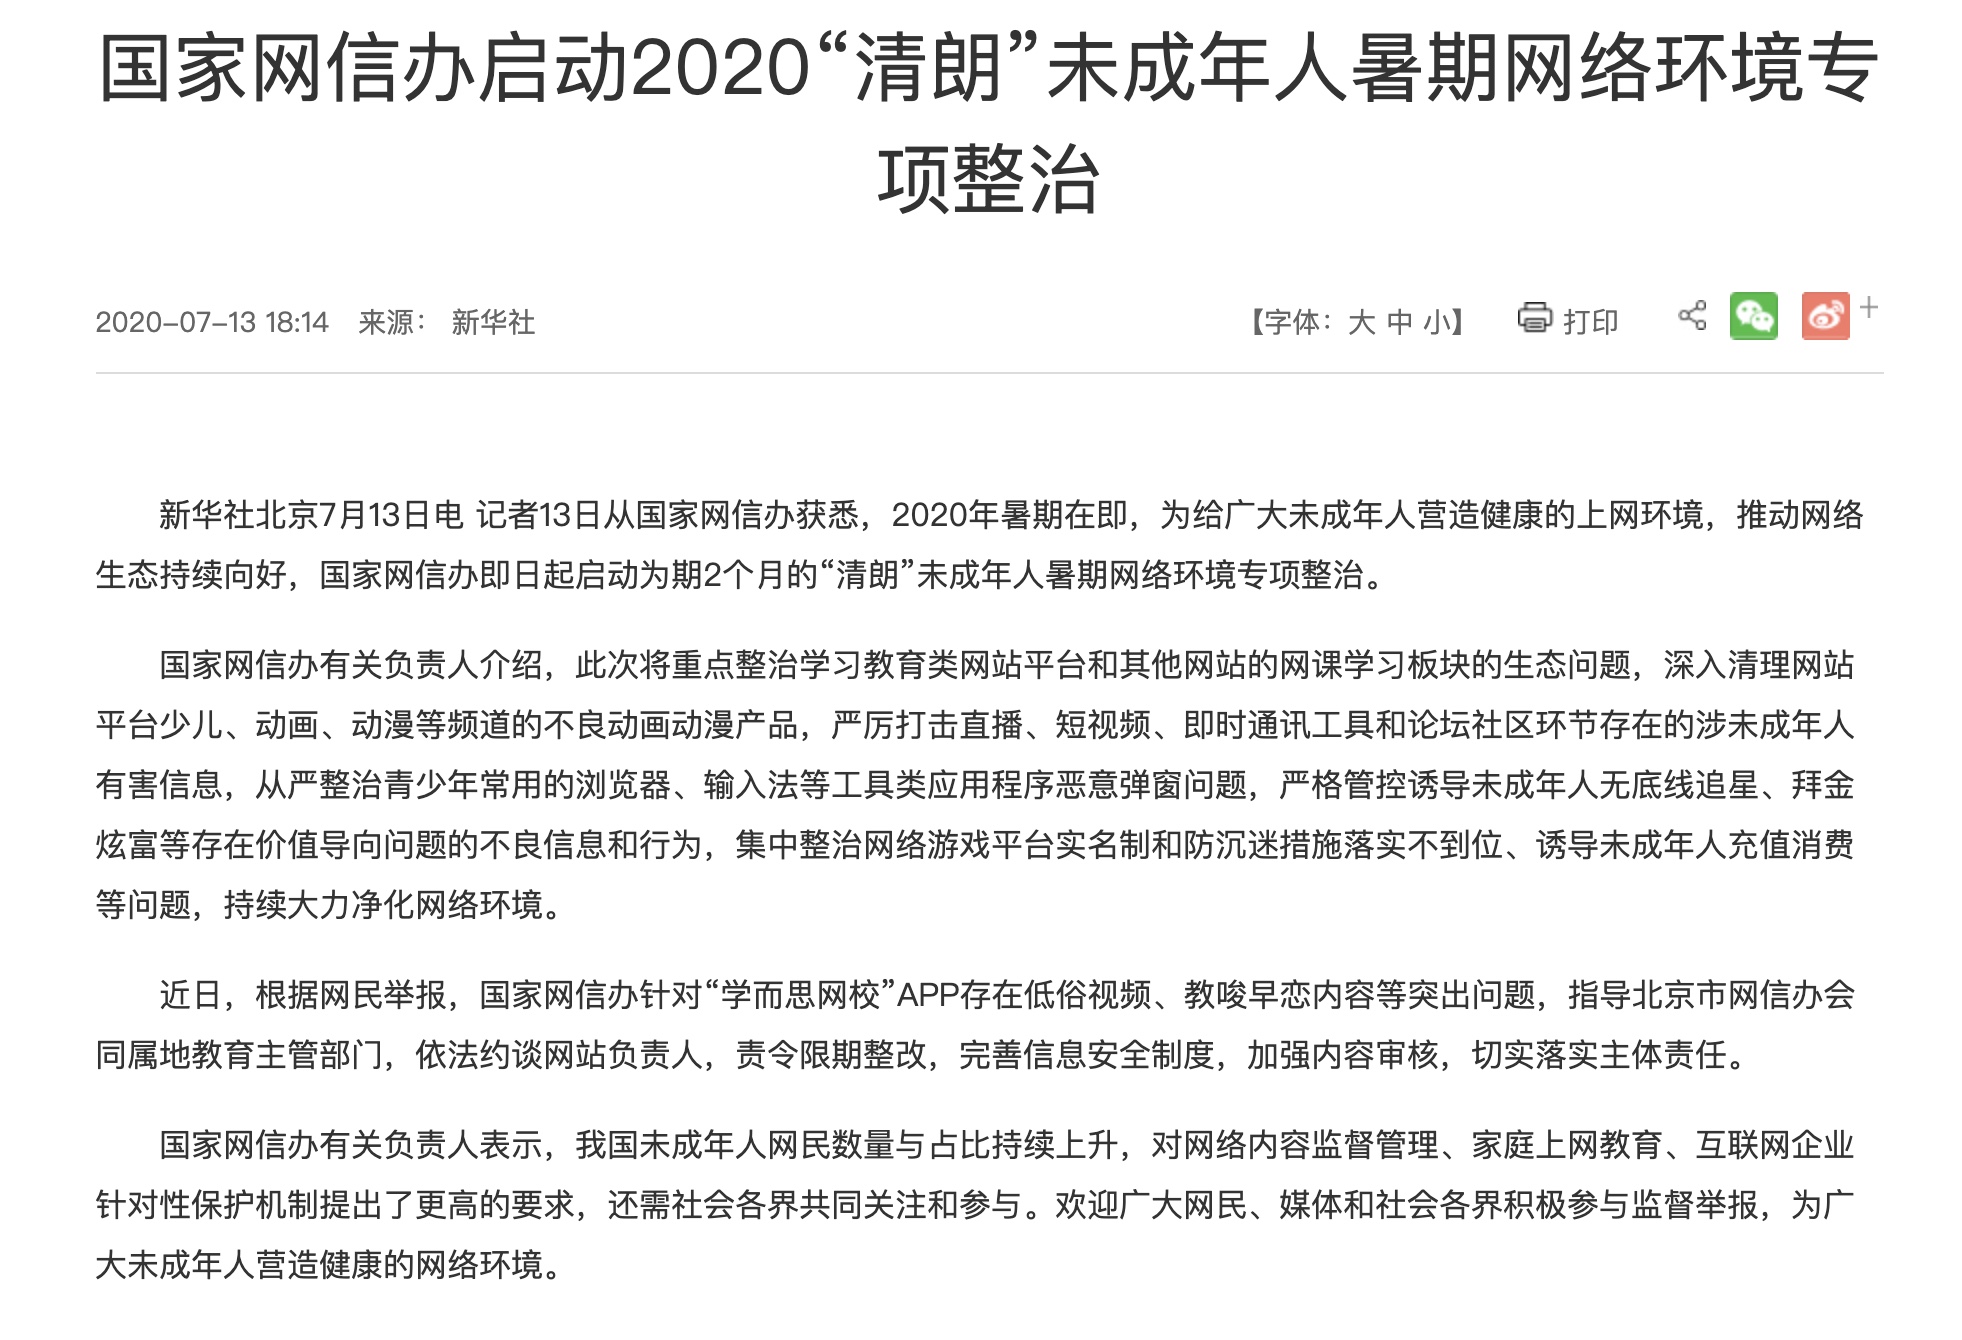 国家网信办启动2020“清朗”未成年人暑期网络环境专
项整治
2020-07-13 18:14 来源： 新华社
【字体：大 中 小】 打印
新华社北京7月13日电 记者13日从国家网信办获悉，2020年暑期在即，为给广大未成年人营造健康的上网环境，推动网络
生态持续向好，国家网信办即日起启动为期2个月的“清朗”未成年人暑期网络环境专项整治。
国家网信办有关负责人介绍，此次将重点整治学习教育类网站平台和其他网站的网课学习板块的生态问题，深入清理网站
平台少儿、动画、动漫等频道的不良动画动漫产品，严厉打击直播、短视频、即时通讯工具和论坛社区环节存在的涉未成年人
有害信息，从严整治青少年常用的浏览器、输入法等工具类应用程序恶意弹窗问题，严格管控诱导未成年人无底线追星、拜金
炫富等存在价值导向问题的不良信息和行为，集中整治网络游戏平台实名制和防沉迷措施落实不到位、诱导未成年人充值消费
等问题，持续大力净化网络环境。
近日，根据网民举报，国家网信办针对“学而思网校”APP存在低俗视频、教唆早恋内容等突出问题，指导北京市网信办会
同属地教育主管部门，依法约谈网站负责人，责令限期整改，完善信息安全制度，加强内容审核，切实落实主体责任。
国家网信办有关负责人表示，我国未成年人网民数量与占比持续上升，对网络内容监督管理、家庭上网教育、互联网企业
针对性保护机制提出了更高的要求，还需社会各界共同关注和参与。欢迎广大网民、媒体和社会各界积极参与监督举报，为广
大未成年人营造健康的网络环境。